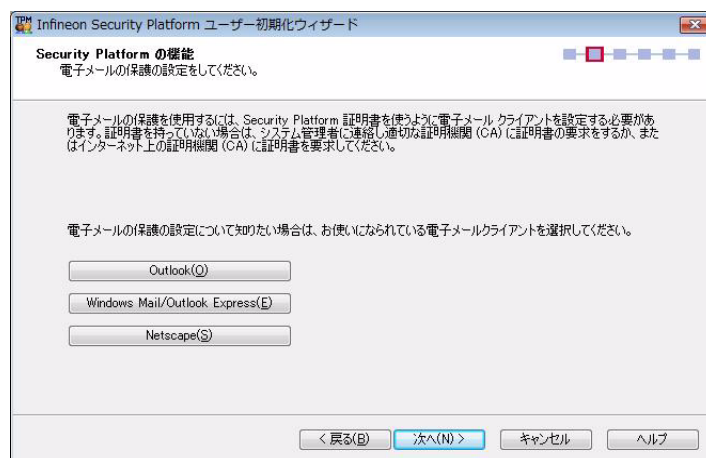 TPM
Infineon Security Platform ユーザー初期化ウィザード
Security Platform の機能
電子メールの保護の設定をしてください。
電子メールの保護を使用するには、Security Platform 証明書を使うように電子メール クライアントを設定する必要があ
ります。証明書を持っていない場合は、システム管理者に連絡し適切な証明機関 (CA) に証明書の要求をするか、また
はインターネット上の証明機関 (CA) に証明書を要求してください。
電子メールの保護の設定について知りたい場合は、お使いになられている電子メールクライアントを選択してください。
Outlook(O)
Windows Mail/Outlook Express(E)
Netscape(S)
< 戻る(B)
次へ(N) >
キャンセル
ヘルプ